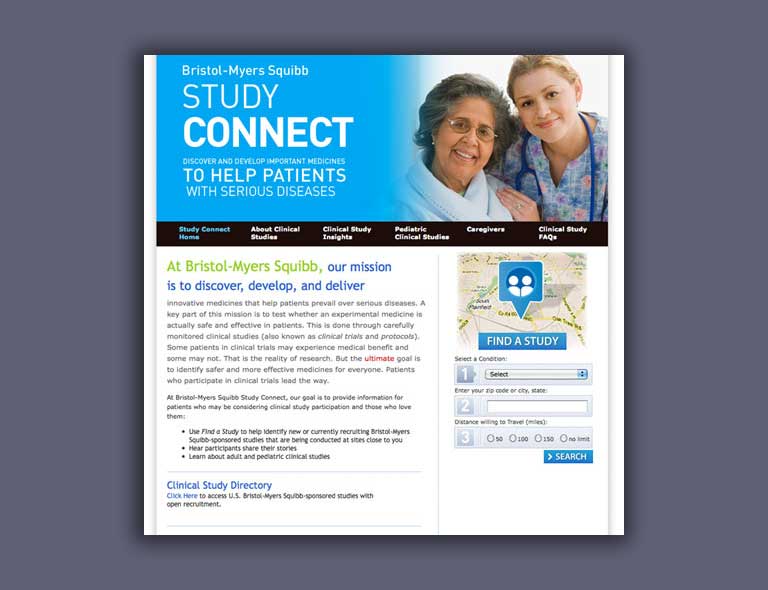 Bristol-Myers Squibb
STUDY
CONNECT
DISCOVER AND DEVELOP IMPORTANT MEDICINES
TO HELP PATIENTS
WITH SERIOUS DISEASES
Study Connect Home
About Clinical Studies
Clinical Study Insights
Pediatric Clinical Studies
Caregivers
Clinical Study FAQs
At Bristol-Myers Squibb, our mission
is to discover, develop, and deliver
innovative medicines that help patients prevail over serious diseases. A
key part of this mission is to test whether an experimental medicine is
actually safe and effective in patients. This is done through carefully
monitored clinical studies (also known as clinical trials and protocols).
Some patients in clinical trials may experience medical benefit and
some may not. That is the reality of research. But the ultimate goal is
to identify safer and more effective medicines for everyone. Patients
who participate in clinical trials lead the way.
At Bristol-Myers Squibb Study Connect, our goal is to provide information for
patients who may be considering clinical study participation and those who love
them:
• Use Find a Study to help identify new or currently recruiting Bristol-Myers
Squibb-sponsored studies that are being conducted at sites close to you
• Hear participants share their stories
• Learn about adult and pediatric clinical studies
Clinical Study Directory
Click Here to access U.S. Bristol-Myers Squibb-sponsored studies with
open recruitment.
South
Plainfield
FIND A STUDY
Select a Condition:
1 Select
Enter your zip code or city, state:
2
Distance willing to Travel (miles):
3 50 100 150 no limit
> SEARCH